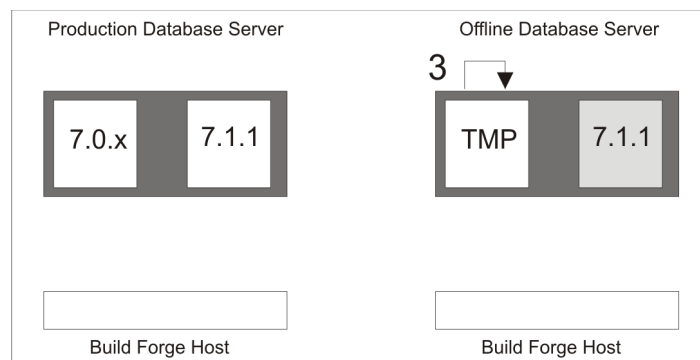 Production Database Server
Offline Database Server
3
7.0.x
7.1.1
TMP
7.1.1
Build Forge Host
Build Forge Host